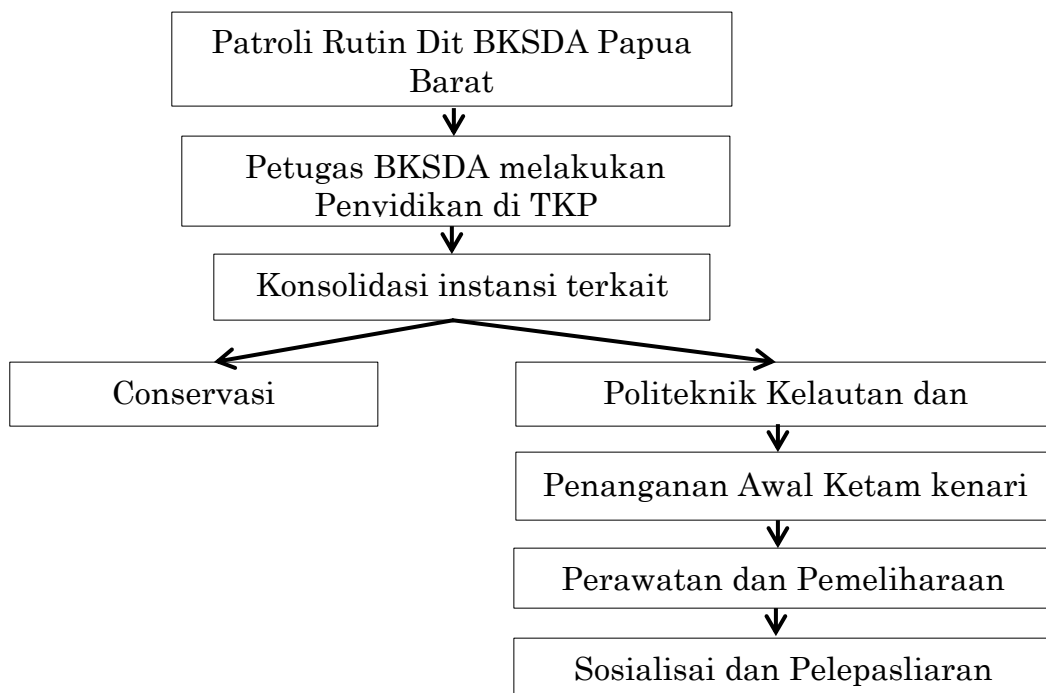 Patroli Rutin Dit BKSDA Papua
Barat
Petugas BKSDA melakukan
Penyidikan di TKP
Konsolidasi instansi terkait
Conservasi
Politeknik Kelautan dan
Penanganan Awal Ketam kenari
Perawatan dan Pemeliharaan
Sosialisai dan Pelepasliaran